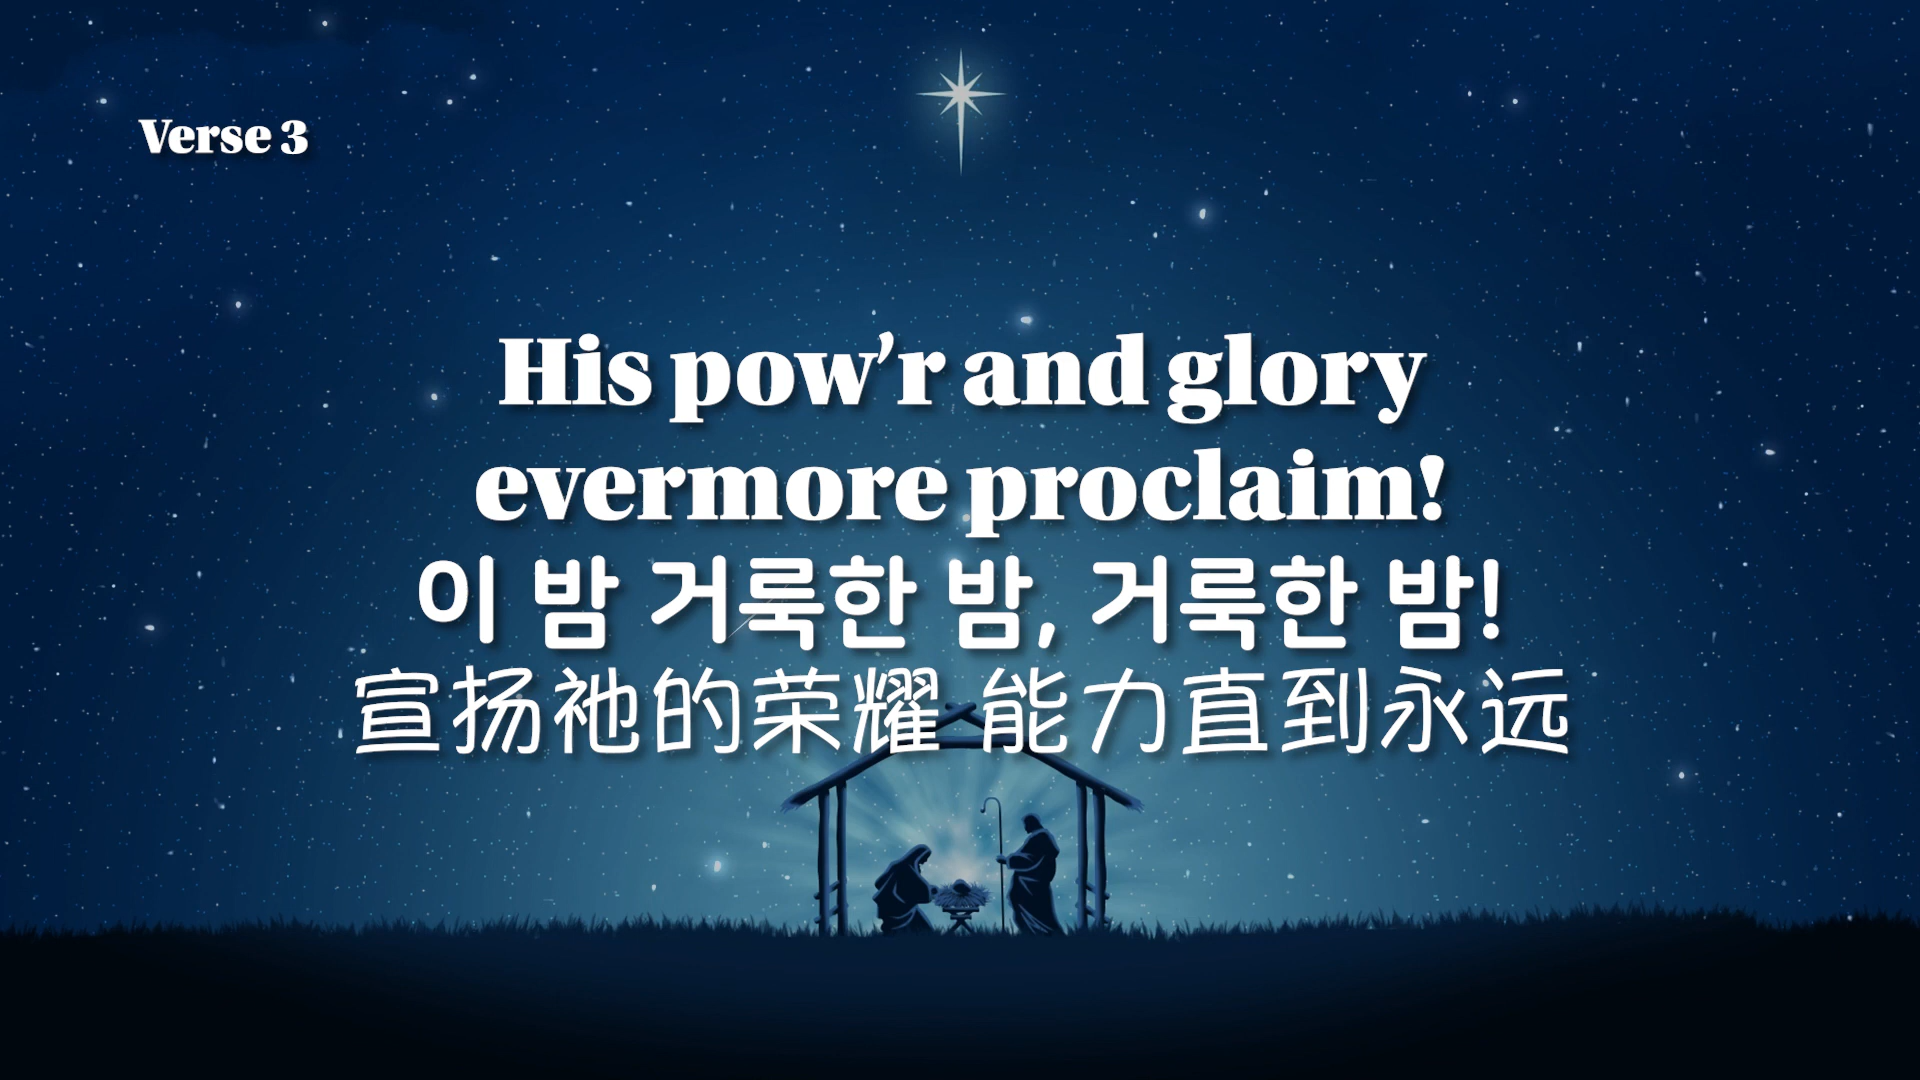 Verse 3
His pow'r and glory
evermore proclaim!
이 밤 거룩한 밤, 거룩한 밤!
宣扬祂的荣耀 能力直到永远